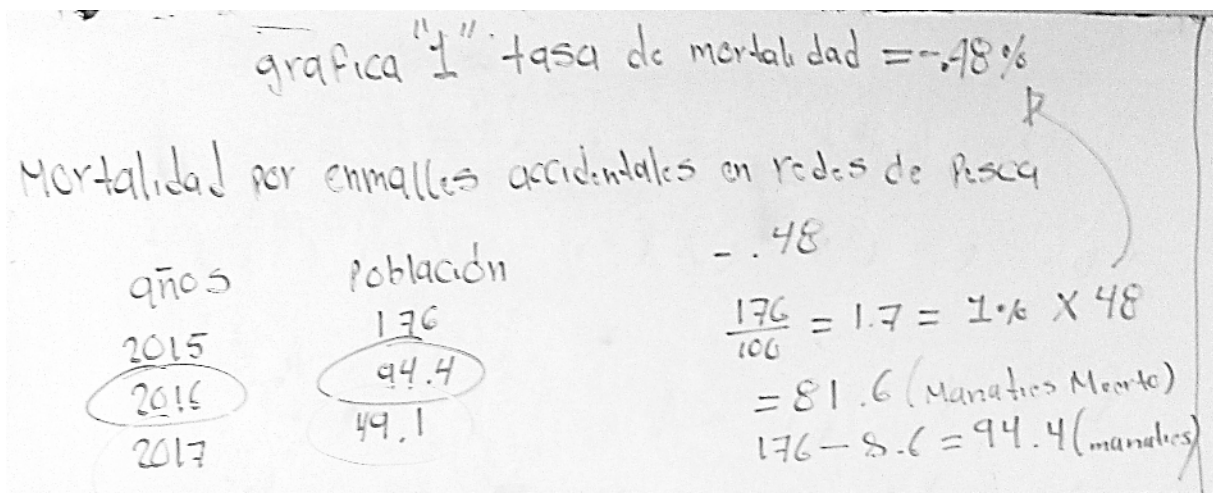 grafica "1" tasa de mortalidad = -.48%
Mortalidad por enmalles accidentales en redes de Pesca
años Población
2015 176
2016 94.4
2017 49.1
- .48
176/100 = 1.7 = 1% X 48
= 81.6 (Manaties Muerto)
176 - 8.6 = 94.4 (manaties)